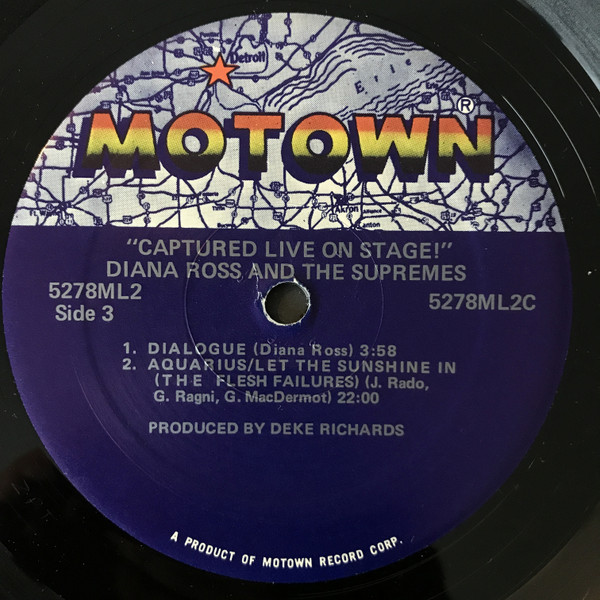 Detroit
Erie
MOTOWN®
Akron
Canton
"CAPTURED LIVE ON STAGE!"
DIANA ROSS AND THE SUPREMES
5278ML2
5278ML2C
Side 3
1. DIALOGUE (Diana Ross) 3:58
2. AQUARIUS/LET THE SUNSHINE IN
(THE FLESH FAILURES) (J. Rado,
G. Ragni, G. MacDermot) 22:00
PRODUCED BY DEKE RICHARDS
A PRODUCT OF MOTOWN RECORD CORP.